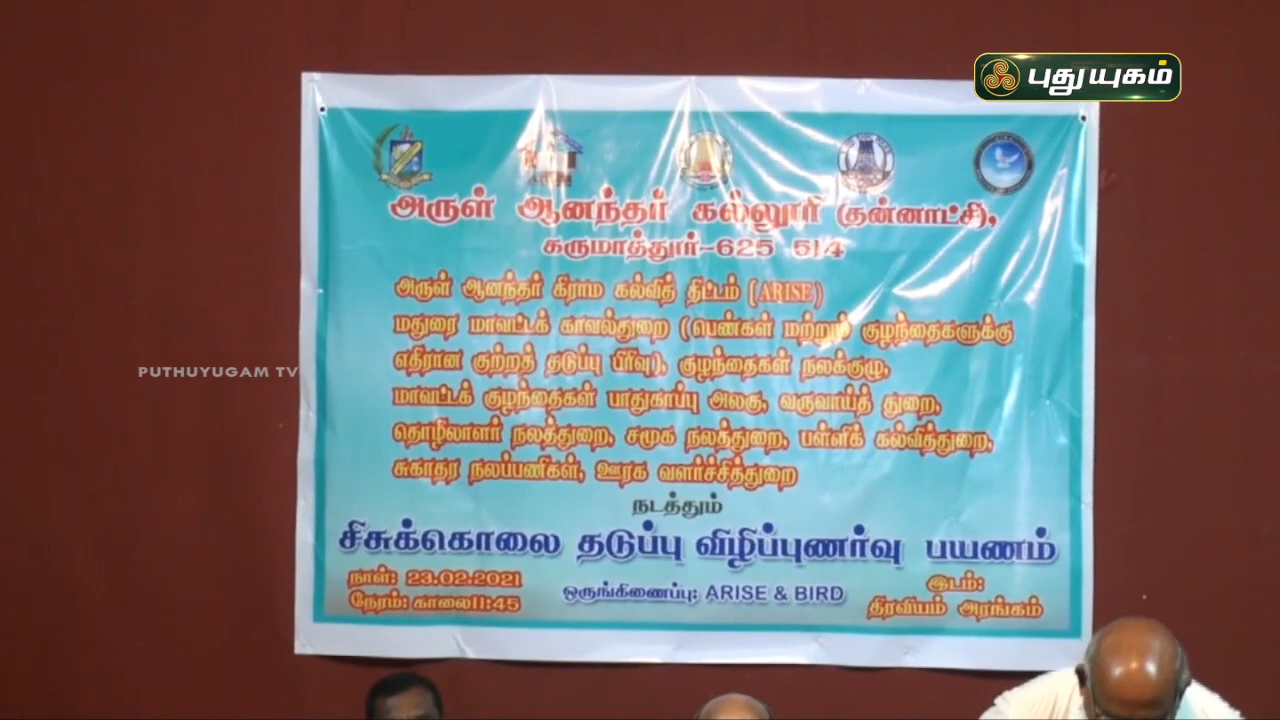 புதுயுகம்
அருள் ஆனந்தர் கல்லூரி (தன்னாட்சி),
கருமாத்தூர்-625 514
அருள் ஆனந்தர் கிராம கல்வித் திட்டம் [ARISE)
மதுரை மாவட்டக் காவல்துறை (பெண்கள் மற்றும் குழந்தைகளுக்கு
எதிரான குற்றத் தடுப்பு பிரிவு), குழந்தைகள் நலக்குழு,
PUTHUYUGAM TV
மாவட்டக் குழந்தைகள் பாதுகாப்பு அலகு, வருவாய்த் துறை,
தொழிலாளர் நலத்துறை, சமூக நலத்துறை, பள்ளிக் கல்வித்துறை,
சுகாதர நலப்பணிகள், ஊரக வளர்ச்சித்துறை
நடத்தும்
சிசுக்கொலை தடுப்பு விழிப்புணர்வு பயணம்
நாள்: 23.02.2021
நேரம்: காலை11:45
ஒருங்கிணைப்பு: ARISE & BIRD
இடம்:
திரவியம் அரங்கம்